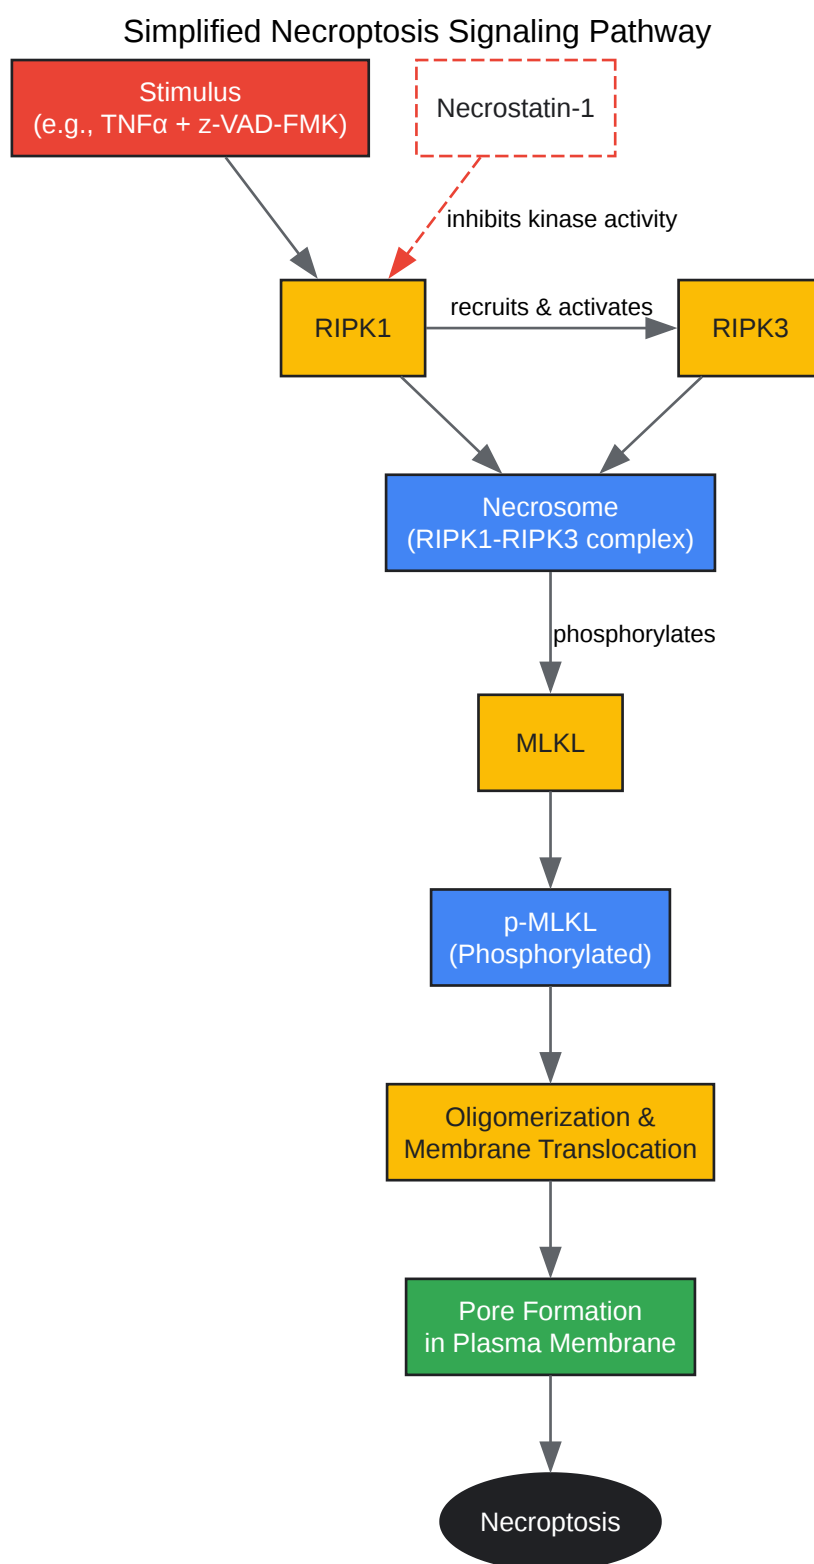 Simplified Necroptosis Signaling Pathway
Stimulus
(e.g., TNFα + z-VAD-FMK)
Necrostatin-1
inhibits kinase activity
RIPK1
recruits & activates
RIPK3
Necrosome
(RIPK1-RIPK3 complex)
phosphorylates
MLKL
p-MLKL
(Phosphorylated)
Oligomerization &
Membrane Translocation
Pore Formation
in Plasma Membrane
Necroptosis